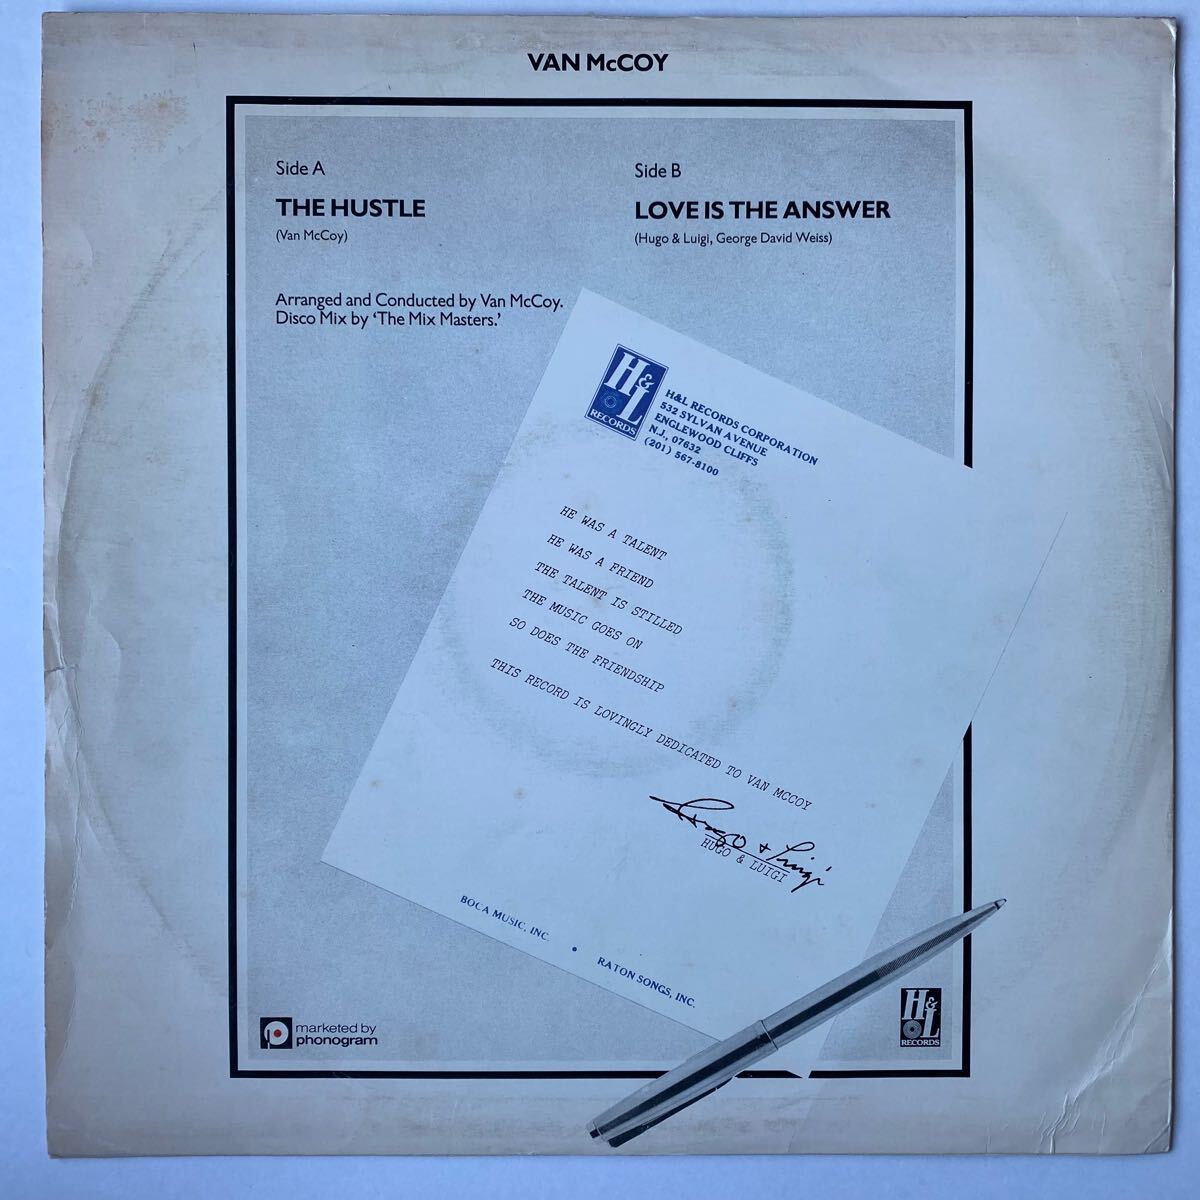 VAN McCOY
Side A
THE HUSTLE
(Van McCoy)
Side B
LOVE IS THE ANSWER
(Hugo & Luigi, George David Weiss)
Arranged and Conducted by Van McCoy.
Disco Mix by ‘The Mix Masters.’
H&L
RECORDS
H&L RECORDS CORPORATION
532 SYLVAN AVENUE
ENGLEWOOD CLIFFS
N.J., 07632
(201) 567-8100
HE WAS A TALENT
HE WAS A FRIEND
THE TALENT IS STILLED
THE MUSIC GOES ON
SO DOES THE FRIENDSHIP
THIS RECORD IS LOVINGLY DEDICATED TO VAN MCCOY
Hugo + Luigi
HUGO & LUIGI
BOCA MUSIC, INC. • RATON SONGS, INC.
marketed by
phonogram
H&L
RECORDS